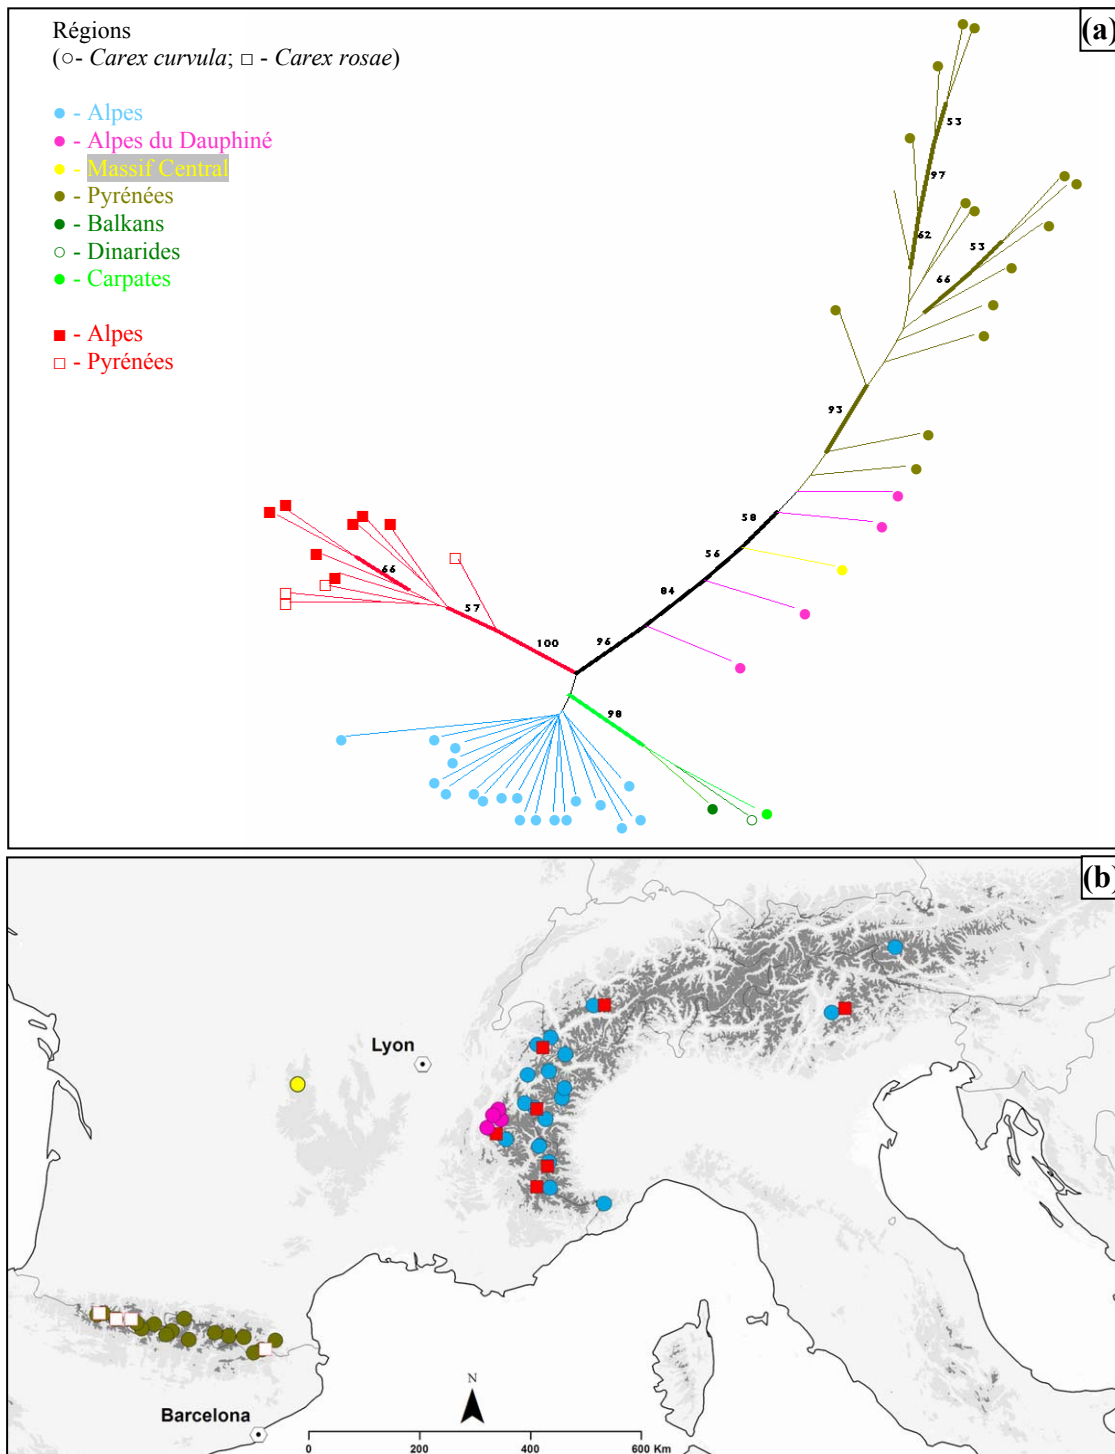 (a)
Régions
(○- Carex curvula; □ - Carex rosae)
● - Alpes
● - Alpes du Dauphiné
● - Massif Central
● - Pyrénées
● - Balkans
○ - Dinarides
● - Carpates
■ - Alpes
□ - Pyrénées
53
97
62
53
66
93
58
56
84
96
66
57
100
98
(b)
Lyon
Barcelona
N
0 200 400 600 Km